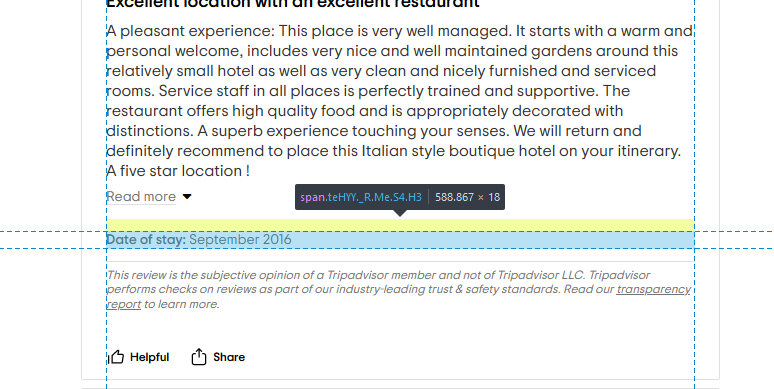 Excellent location with an excellent restaurant
A pleasant experience: This place is very well managed. It starts with a warm and
personal welcome, includes very nice and well maintained gardens around this
relatively small hotel as well as very clean and nicely furnished and serviced
rooms. Service staff in all places is perfectly trained and supportive. The
restaurant offers high quality food and is appropriately decorated with
distinctions. A superb experience touching your senses. We will return and
definitely recommend to place this Italian style boutique hotel on your itinerary.
A five star location !
Read more
span.teHYY._R.Me.S4.H3 588.867 × 18
Date of stay: September 2016
This review is the subjective opinion of a Tripadvisor member and not of Tripadvisor LLC. Tripadvisor
performs checks on reviews as part of our industry-leading trust & safety standards. Read our transparency
report to learn more.
Helpful Share